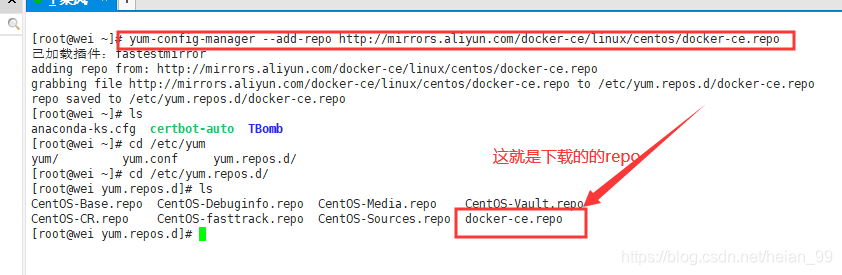 [root@wei ~]# yum-config-manager --add-repo http://mirrors.aliyun.com/docker-ce/linux/centos/docker-ce.repo
已加载插件：fastestmirror
adding repo from: http://mirrors.aliyun.com/docker-ce/linux/centos/docker-ce.repo
grabbing file http://mirrors.aliyun.com/docker-ce/linux/centos/docker-ce.repo to /etc/yum.repos.d/docker-ce.repo
repo saved to /etc/yum.repos.d/docker-ce.repo
[root@wei ~]# ls
anaconda-ks.cfg  certbot-auto  TBomb
[root@wei ~]# cd /etc/yum
yum/         yum.conf     yum.repos.d/
[root@wei ~]# cd /etc/yum.repos.d/
这就是下载的的repo
[root@wei yum.repos.d]# ls
CentOS-Base.repo  CentOS-Debuginfo.repo  CentOS-Media.repo    CentOS-Vault.repo
CentOS-CR.repo    CentOS-fasttrack.repo  CentOS-Sources.repo  docker-ce.repo
[root@wei yum.repos.d]#
https://blog.csdn.net/heian_99